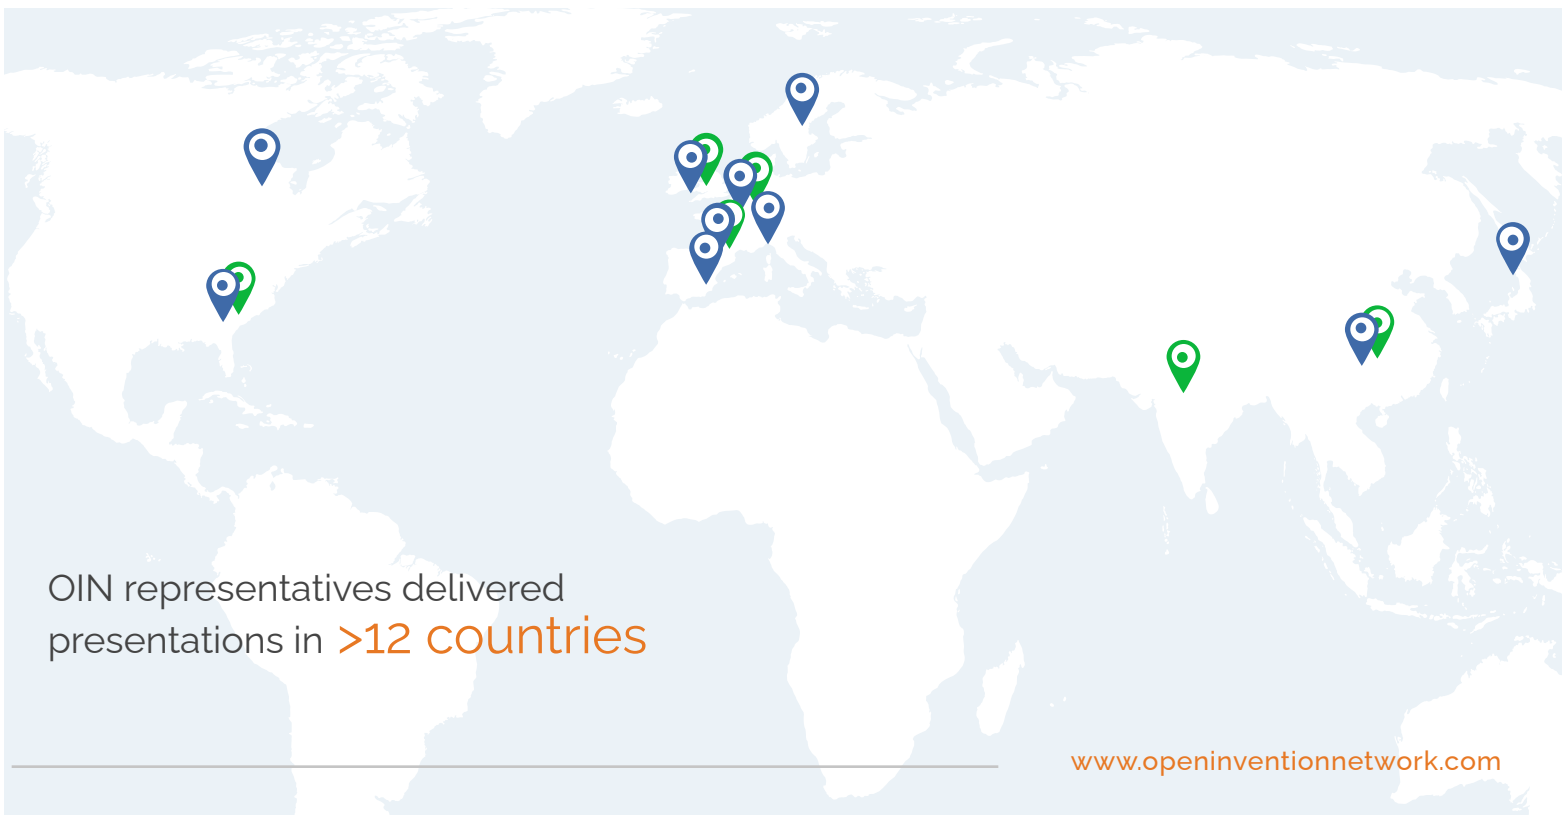 OIN representatives delivered
presentations in >12 countries
www.openinventionnetwork.com